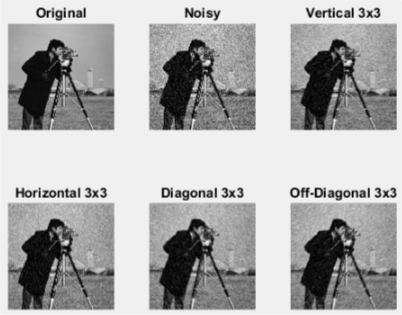 Original
Noisy
Vertical 3x3
Horizontal 3x3
Diagonal 3x3
Off-Diagonal 3x3